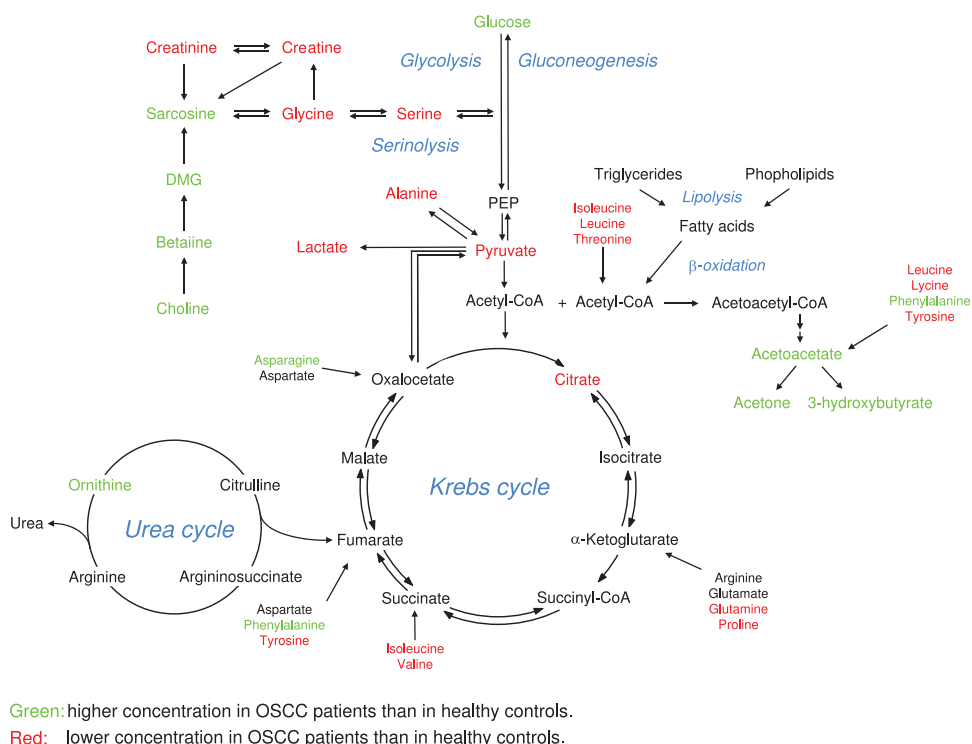 Glucose
Creatinine
Creatine
Glycolysis
Gluconeogenesis
Sarcosine
Glycine
Serine
Serinolysis
DMG
Triglycerides
Phopholipids
Alanine
PEP
Lipolysis
Isoleucine
Leucine
Threonine
Fatty acids
Betaiine
Lactate
Pyruvate
β-oxidation
Leucine
Lycine
Phenylalanine
Tyrosine
Choline
Acetyl-CoA
+
Acetyl-CoA
Acetoacetyl-CoA
Acetoacetate
Asparagine
Aspartate
Oxalocetate
Citrate
Acetone
3-hydroxybutyrate
Malate
Isocitrate
Krebs cycle
Ornithine
Citrulline
Urea
Urea cycle
Fumarate
α-Ketoglutarate
Arginine
Argininosuccinate
Arginine
Glutamate
Glutamine
Proline
Succinate
Succinyl-CoA
Aspartate
Phenylalanine
Tyrosine
Isoleucine
Valine
Green: higher concentration in OSCC patients than in healthy controls.
Red: lower concentration in OSCC patients than in healthy controls.